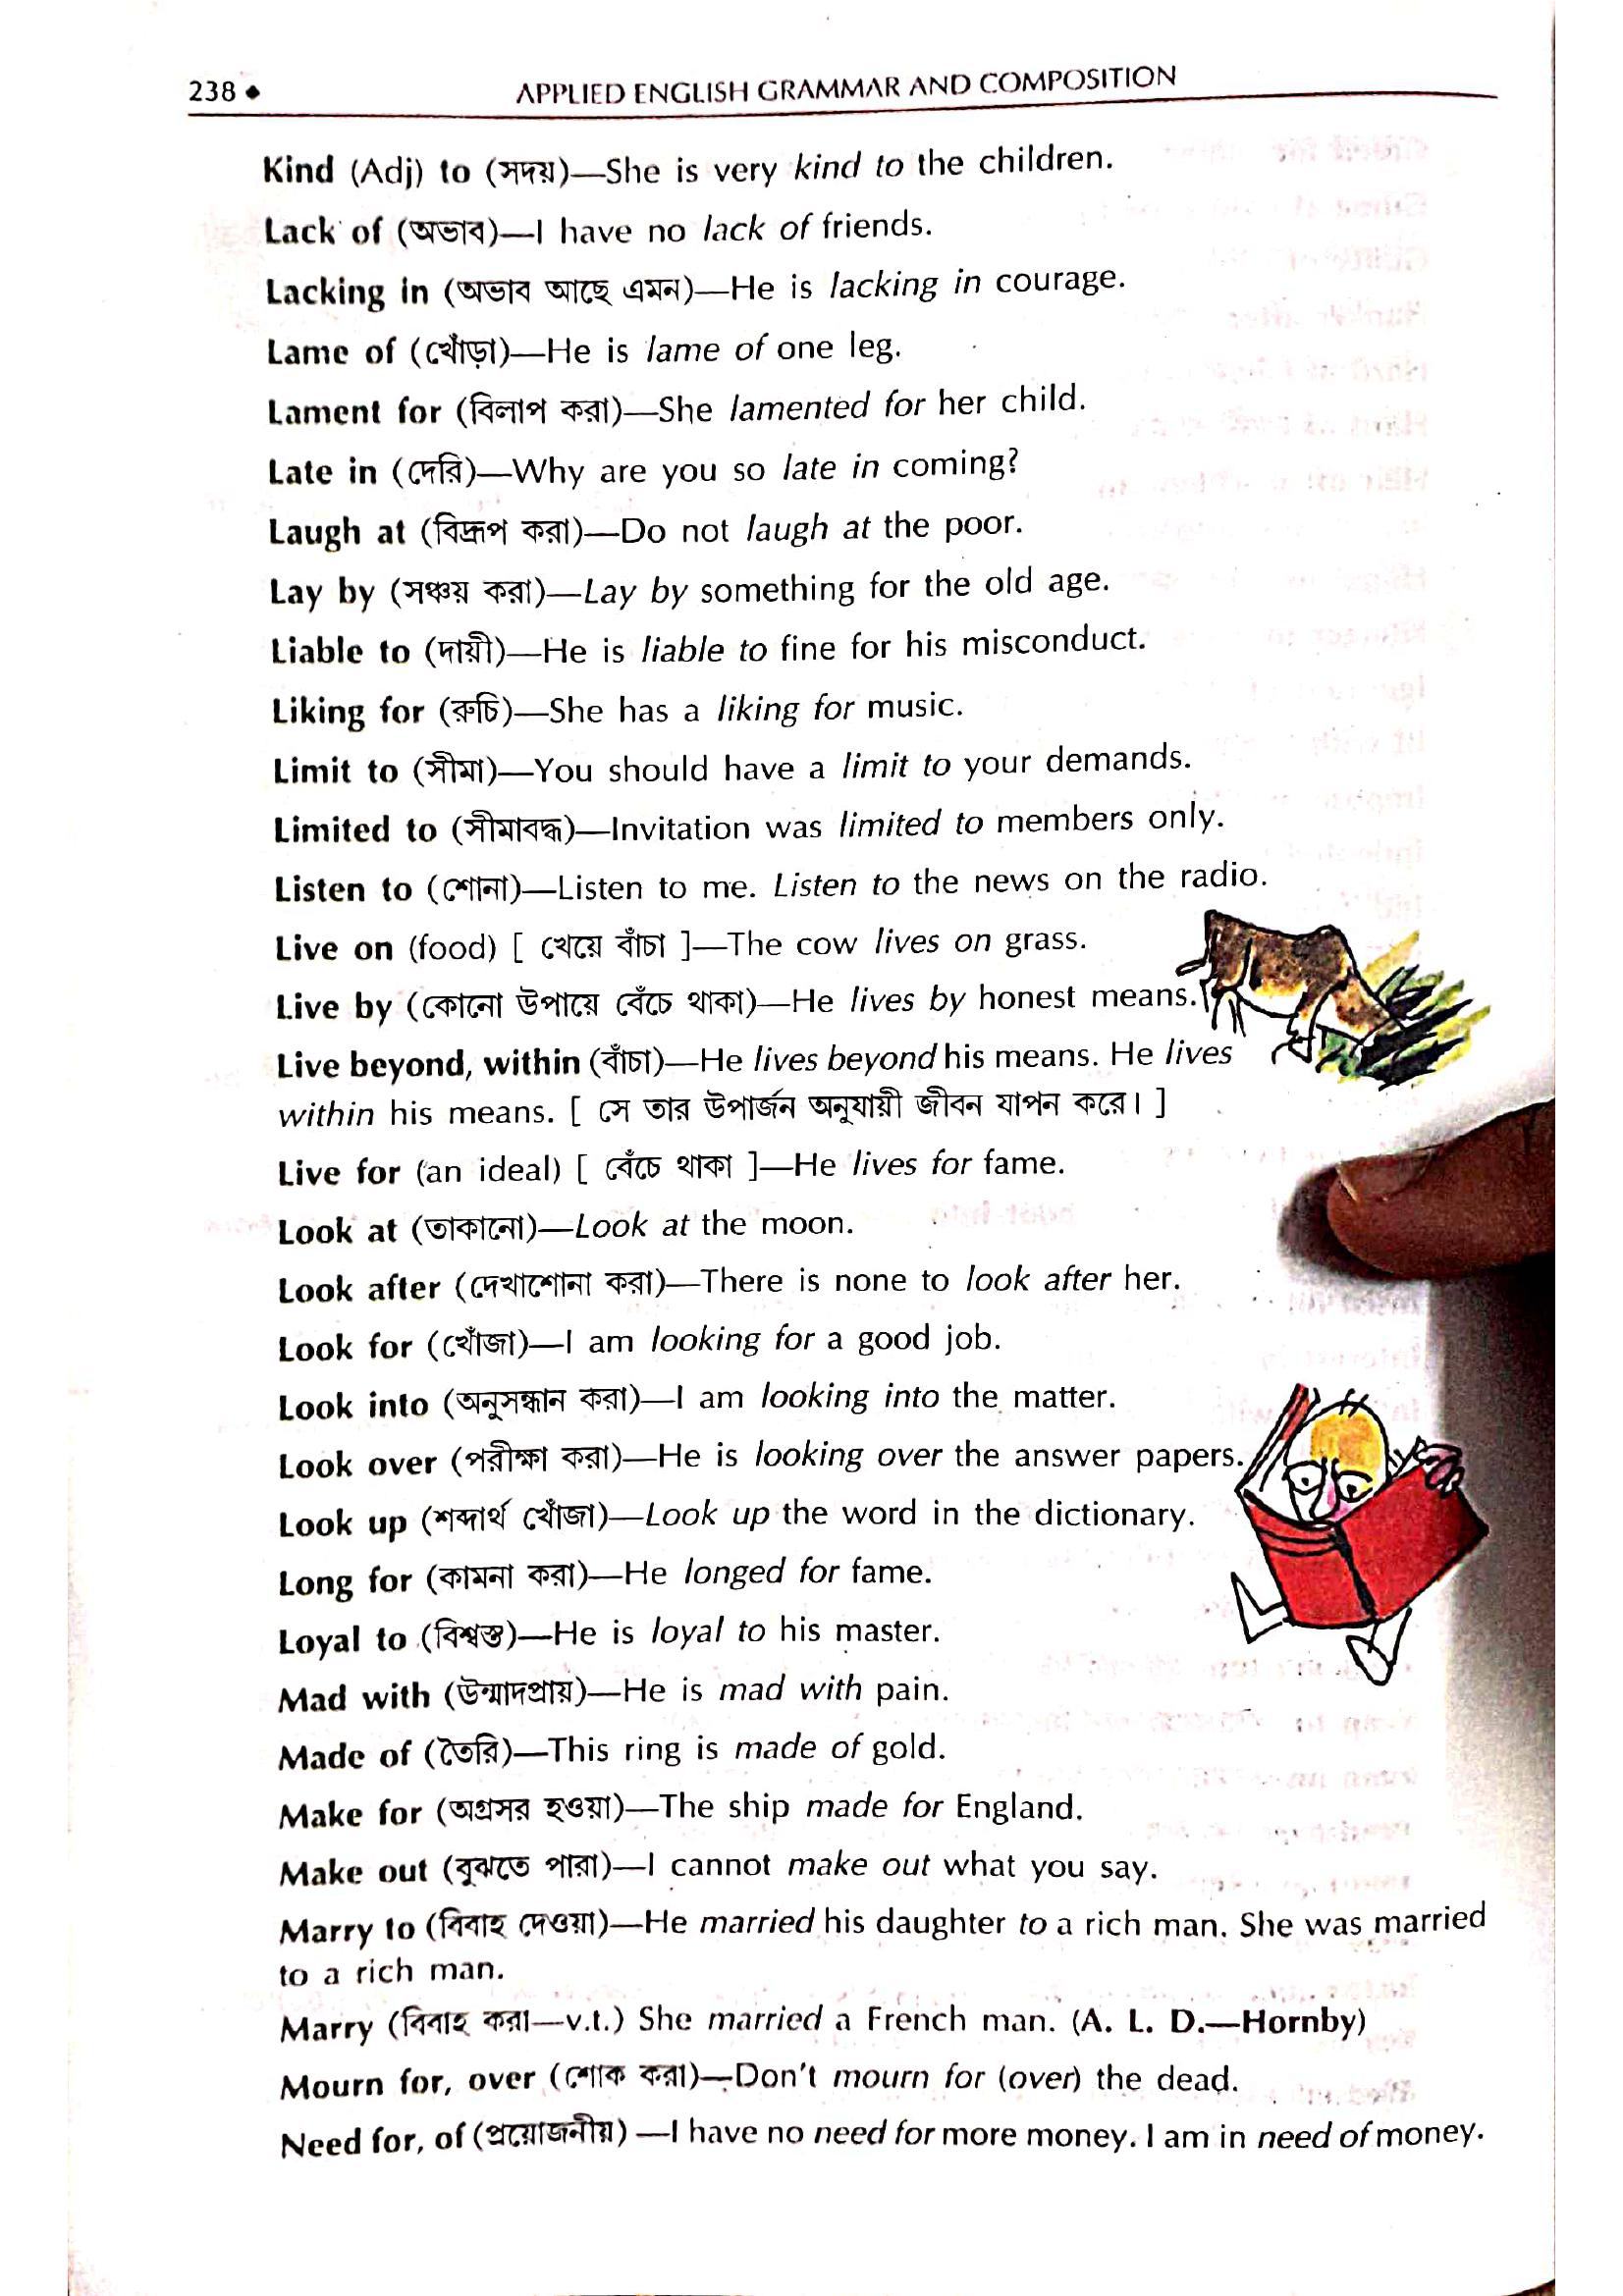 238 ◆ APPLIED ENGLISH GRAMMAR AND COMPOSITION
Kind (Adj) to (সদয়)—She is very kind to the children.
Lack of (অভাব)—I have no lack of friends.
Lacking in (অভাব আছে এমন)—He is lacking in courage.
Lame of (খোঁড়া)—He is lame of one leg.
Lament for (বিলাপ করা)—She lamented for her child.
Late in (দেরি)—Why are you so late in coming?
Laugh at (বিদ্রূপ করা)—Do not laugh at the poor.
Lay by (সঞ্চয় করা)—Lay by something for the old age.
Liable to (দায়ী)—He is liable to fine for his misconduct.
Liking for (রুচি)—She has a liking for music.
Limit to (সীমা)—You should have a limit to your demands.
Limited to (সীমাবদ্ধ)—Invitation was limited to members only.
Listen to (শোনা)—Listen to me. Listen to the news on the radio.
Live on (food) [ খেয়ে বাঁচা ]—The cow lives on grass.
Live by (কোনো উপায়ে বেঁচে থাকা)—He lives by honest means.
Live beyond, within (বাঁচা)—He lives beyond his means. He lives
within his means. [ সে তার উপার্জন অনুযায়ী জীবন যাপন করে। ]
Live for (an ideal) [ বেঁচে থাকা ]—He lives for fame.
Look at (তাকানো)—Look at the moon.
Look after (দেখাশোনা করা)—There is none to look after her.
Look for (খোঁজা)—I am looking for a good job.
Look into (অনুসন্ধান করা)—I am looking into the matter.
Look over (পরীক্ষা করা)—He is looking over the answer papers.
Look up (শব্দার্থ খোঁজা)—Look up the word in the dictionary.
Long for (কামনা করা)—He longed for fame.
Loyal to (বিশ্বস্ত)—He is loyal to his master.
Mad with (উন্মাদপ্রায়)—He is mad with pain.
Made of (তৈরি)—This ring is made of gold.
Make for (অগ্রসর হওয়া)—The ship made for England.
Make out (বুঝতে পারা)—I cannot make out what you say.
Marry to (বিবাহ দেওয়া)—He married his daughter to a rich man. She was married
to a rich man.
Marry (বিবাহ করা—v.t.) She married a French man. (A. L. D.—Hornby)
Mourn for, over (শোক করা)—Don't mourn for (over) the dead.
Need for, of (প্রয়োজনীয়) —I have no need for more money. I am in need of money.